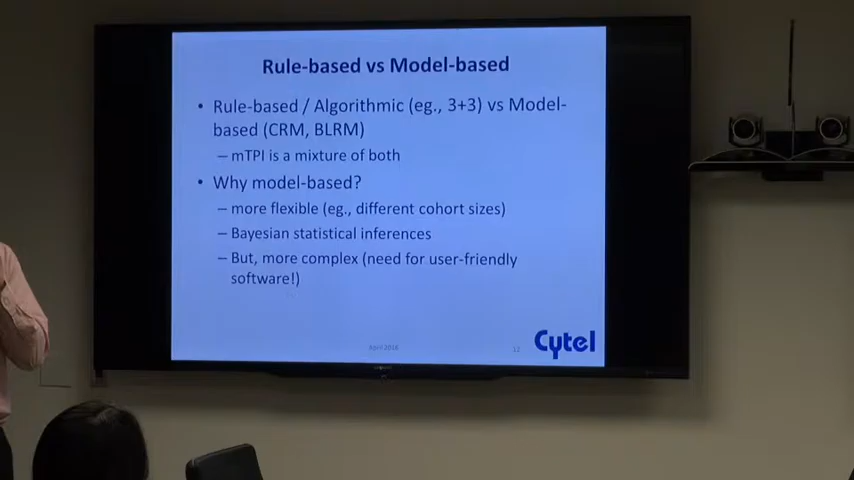 Rule-based vs Model-based
• Rule-based / Algorithmic (eg., 3+3) vs Model-
based (CRM, BLRM)
– mTPI is a mixture of both
• Why model-based?
– more flexible (eg., different cohort sizes)
– Bayesian statistical inferences
– But, more complex (need for user-friendly
software!)
April 2016
12
Cytel